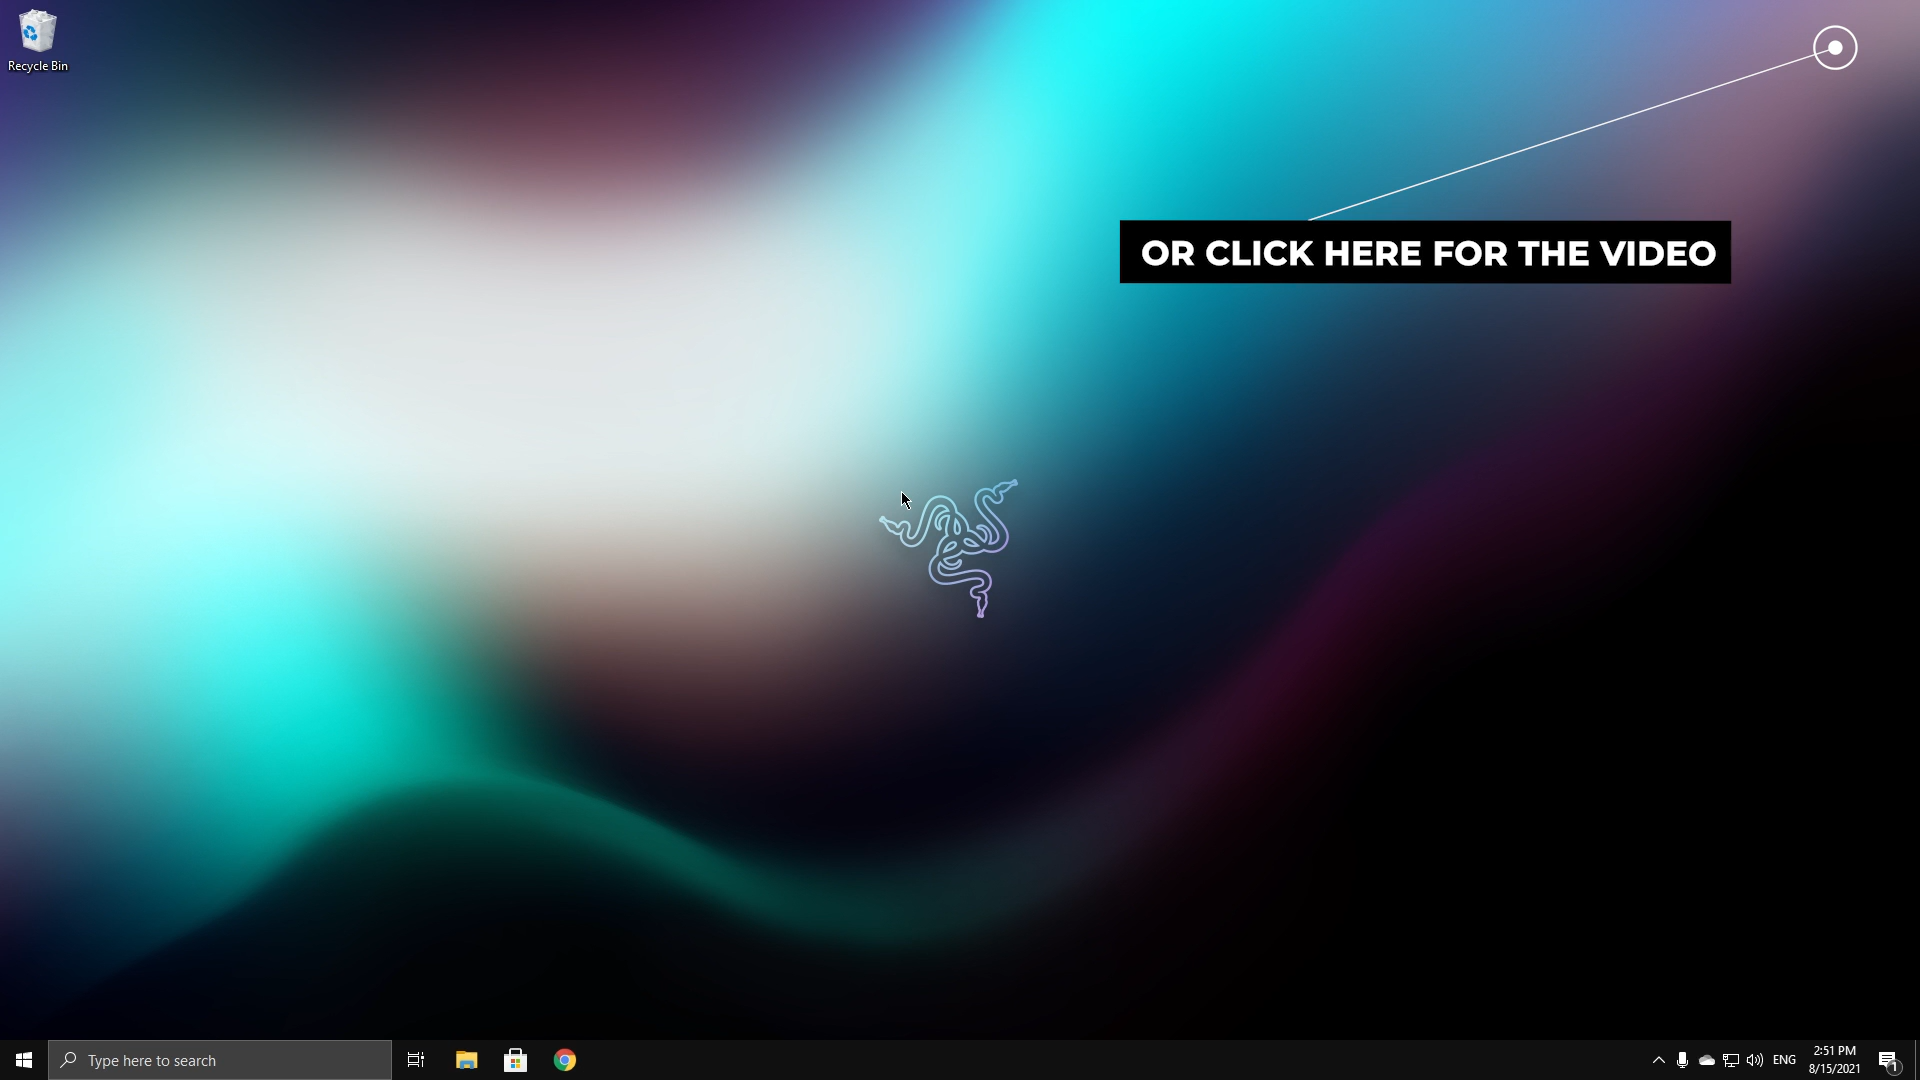 Recycle Bin
OR CLICK HERE FOR THE VIDEO
Type here to search
ENG
2:51 PM
8/15/2021
1